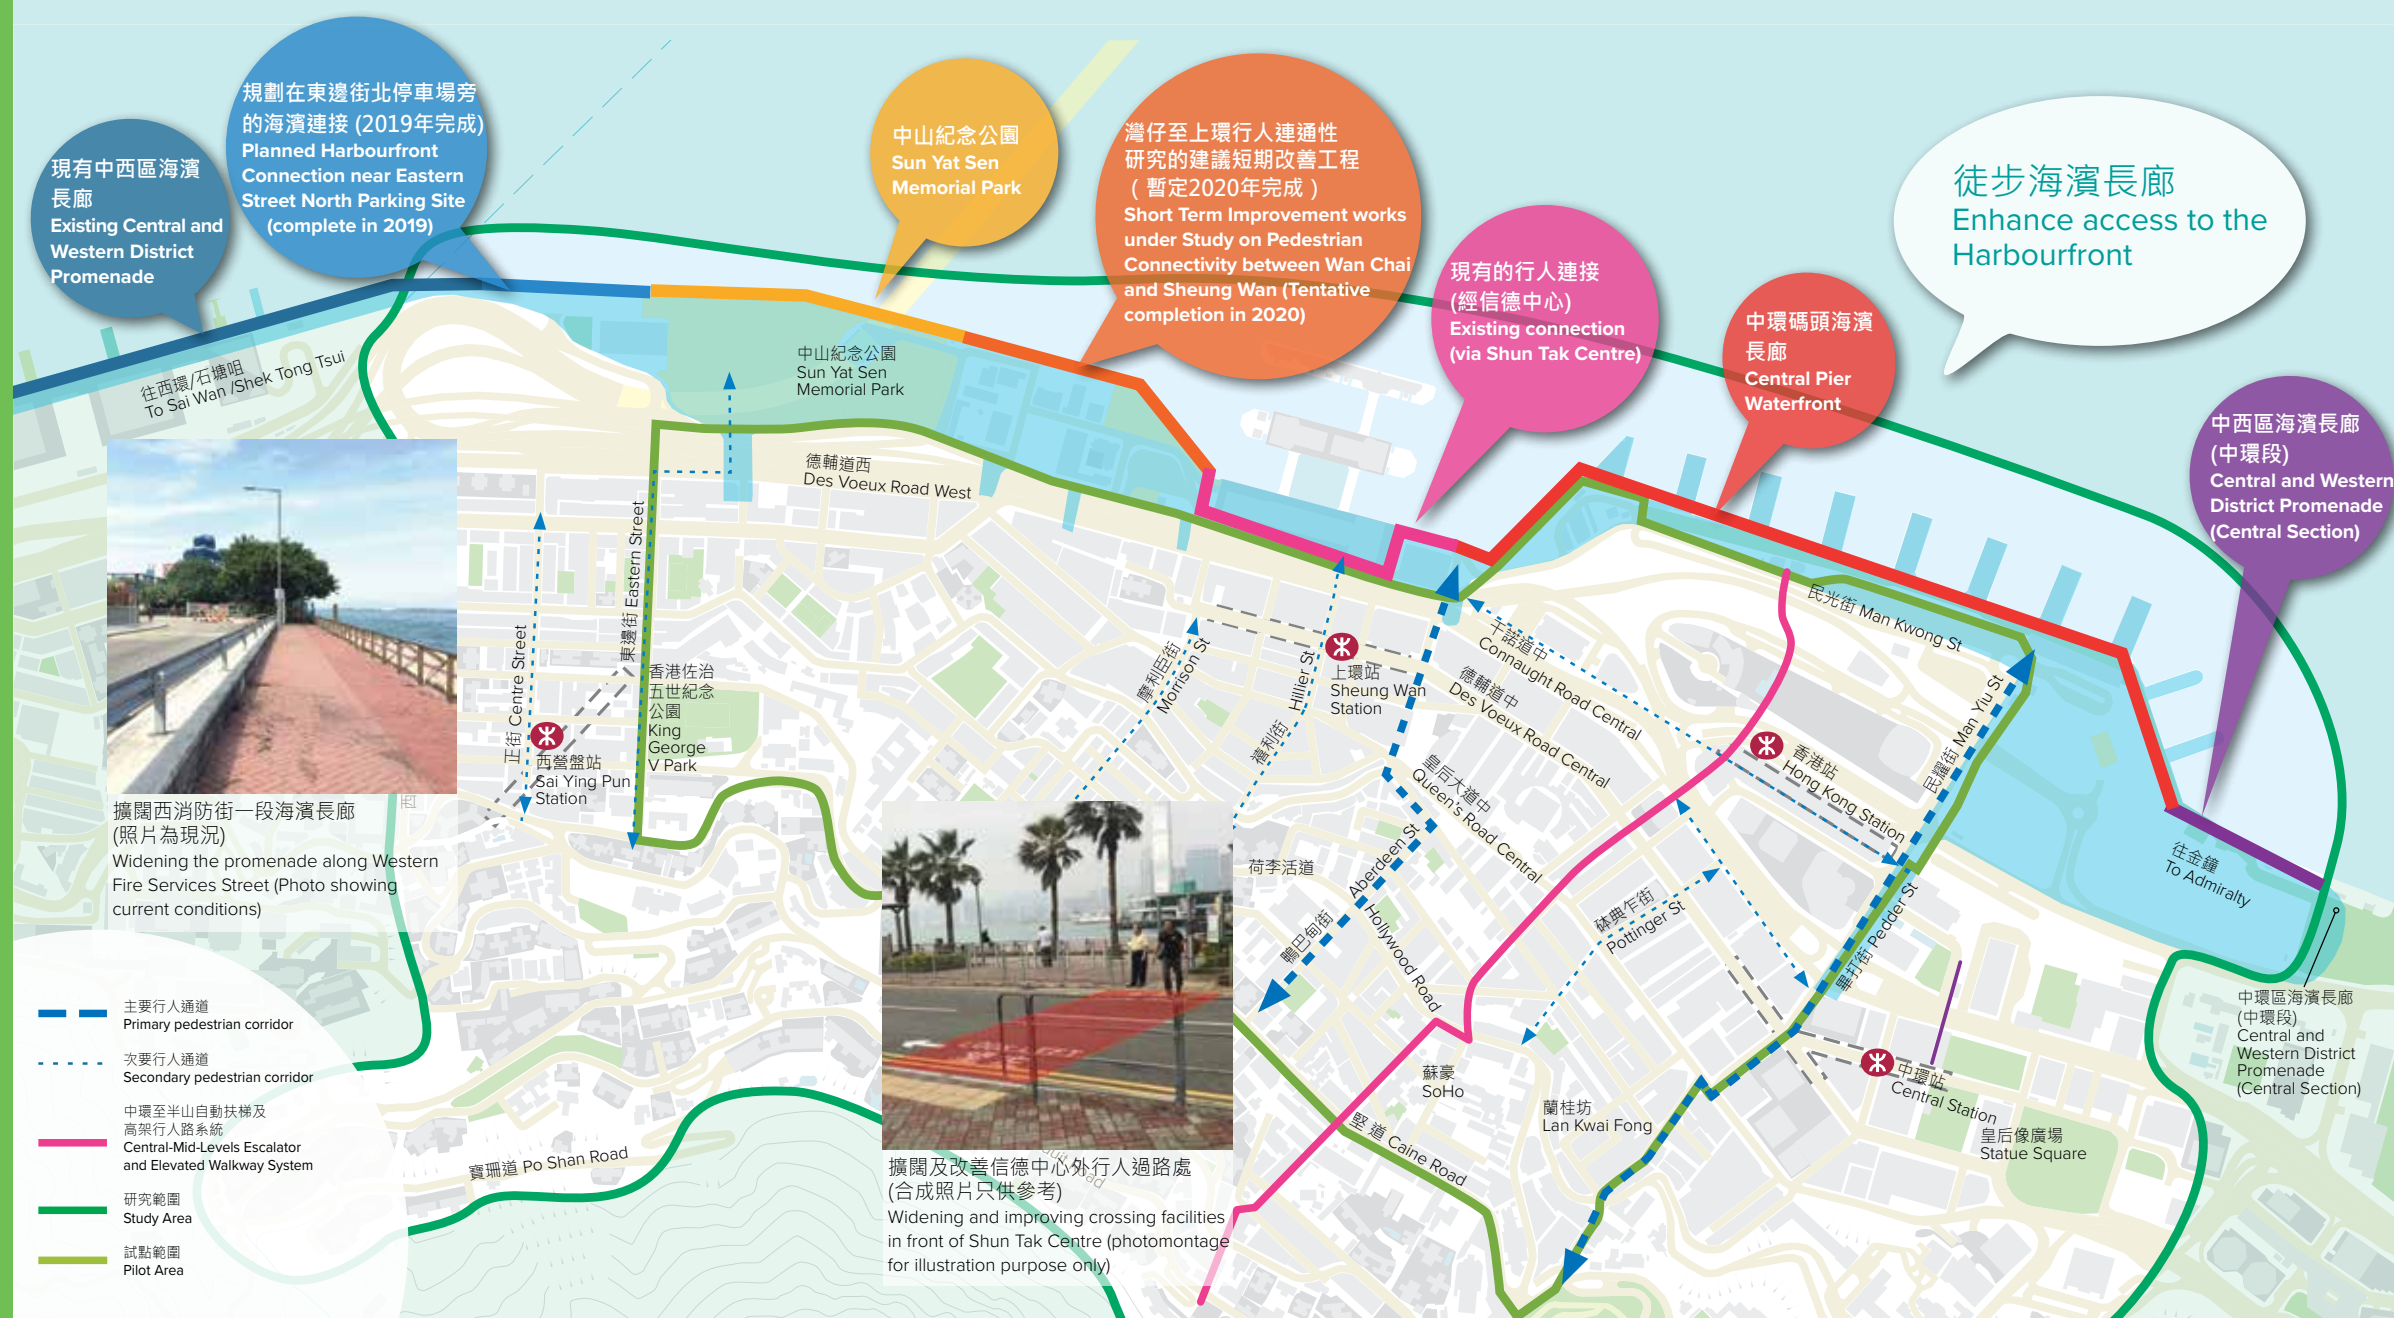 現有中西區海濱
長廊
Existing Central and
Western District
Promenade
規劃在東邊街北停車場旁
的海濱連接 (2019年完成)
Planned Harbourfront
Connection near Eastern
Street North Parking Site
(complete in 2019)
中山紀念公園
Sun Yat Sen
Memorial Park
灣仔至上環行人連通性
研究的建議短期改善工程
( 暫定2020年完成 )
Short Term Improvement works
under Study on Pedestrian
Connectivity between Wan Chai
and Sheung Wan (Tentative
completion in 2020)
現有的行人連接
(經信德中心)
Existing connection
(via Shun Tak Centre)
中環碼頭海濱
長廊
Central Pier
Waterfront
徒步海濱長廊
Enhance access to the
Harbourfront
中西區海濱長廊
(中環段)
Central and Western
District Promenade
(Central Section)
往西環/石塘咀
To Sai Wan /Shek Tong Tsui
中山紀念公園
Sun Yat Sen
Memorial Park
德輔道西
Des Voeux Road West
東邊街 Eastern Street
正街 Centre Street
西營盤站
Sai Ying Pun
Station
香港佐治
五世紀念
公園
King
George
V Park
摩利臣街
Morrison St
禧利街
Hillier St
上環站
Sheung Wan
Station
干諾道中
Connaught Road Central
德輔道中
Des Voeux Road Central
皇后大道中
Queen's Road Central
民光街 Man Kwong St
民耀街 Man Yiu St
香港站
Hong Kong Station
往金鐘
To Admiralty
荷李活道
Hollywood Road
鴨巴甸街
Aberdeen St
砵典乍街
Pottinger St
畢打街 Pedder St
中環站
Central Station
皇后像廣場
Statue Square
蘇豪
SoHo
蘭桂坊
Lan Kwai Fong
堅道 Caine Road
寶珊道 Po Shan Road
中環區海濱長廊
(中環段)
Central and
Western District
Promenade
(Central Section)
擴闊西消防街一段海濱長廊
(照片為現況)
Widening the promenade along Western
Fire Services Street (Photo showing
current conditions)
擴闊及改善信德中心外行人過路處
(合成照片只供參考)
Widening and improving crossing facilities
in front of Shun Tak Centre (photomontage
for illustration purpose only)
主要行人通道
Primary pedestrian corridor
次要行人通道
Secondary pedestrian corridor
中環至半山自動扶梯及
高架行人路系統
Central-Mid-Levels Escalator
and Elevated Walkway System
研究範圍
Study Area
試點範圍
Pilot Area